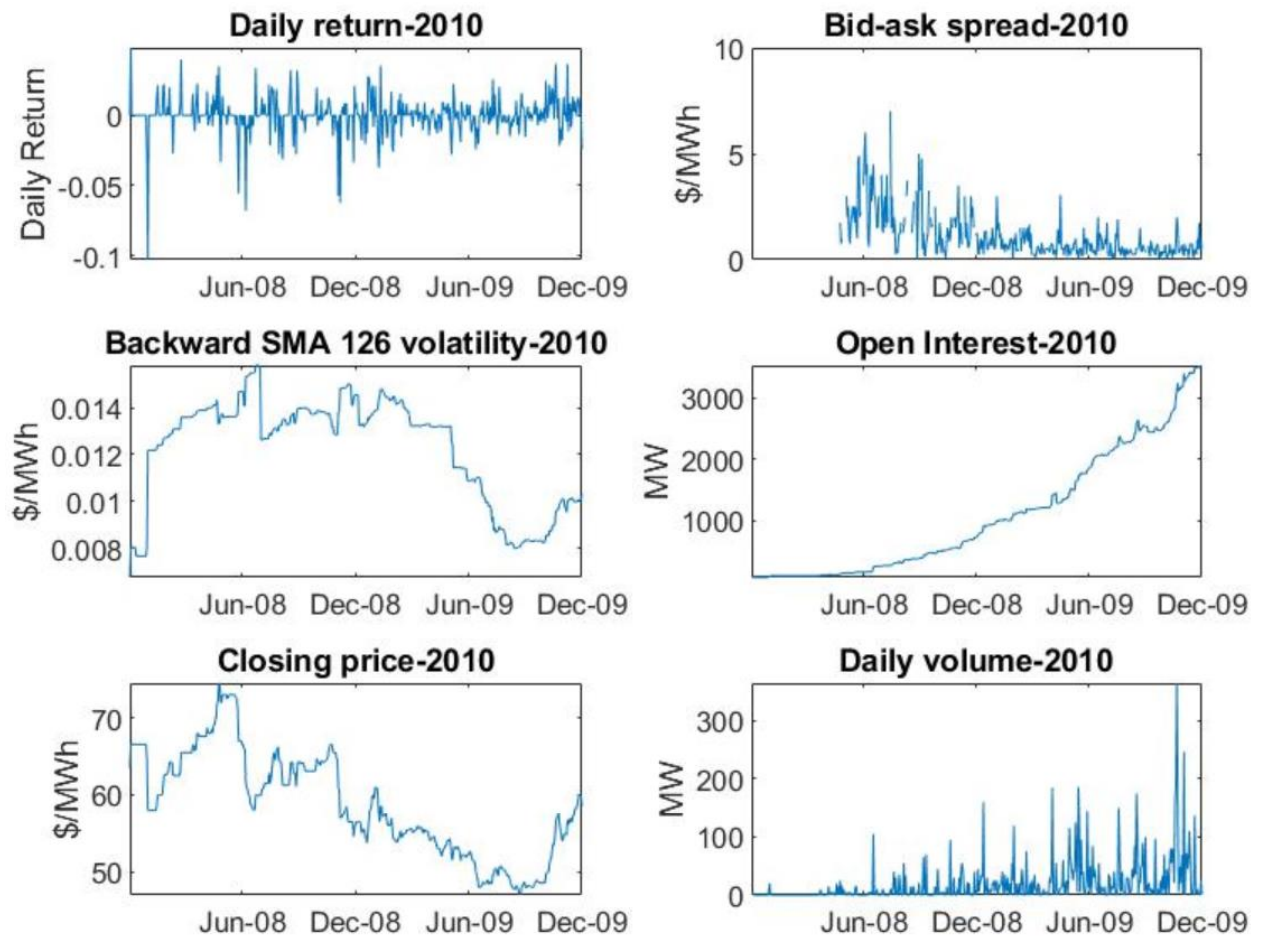 Daily return-2010
Daily Return
0
-0.05
-0.1
Jun-08 Dec-08 Jun-09 Dec-09
Bid-ask spread-2010
$/MWh
10
5
0
Jun-08 Dec-08 Jun-09 Dec-09
Backward SMA 126 volatility-2010
$/MWh
0.014
0.012
0.01
0.008
Jun-08 Dec-08 Jun-09 Dec-09
Open Interest-2010
MW
3000
2000
1000
Jun-08 Dec-08 Jun-09 Dec-09
Closing price-2010
$/MWh
70
60
50
Jun-08 Dec-08 Jun-09 Dec-09
Daily volume-2010
MW
300
200
100
0
Jun-08 Dec-08 Jun-09 Dec-09